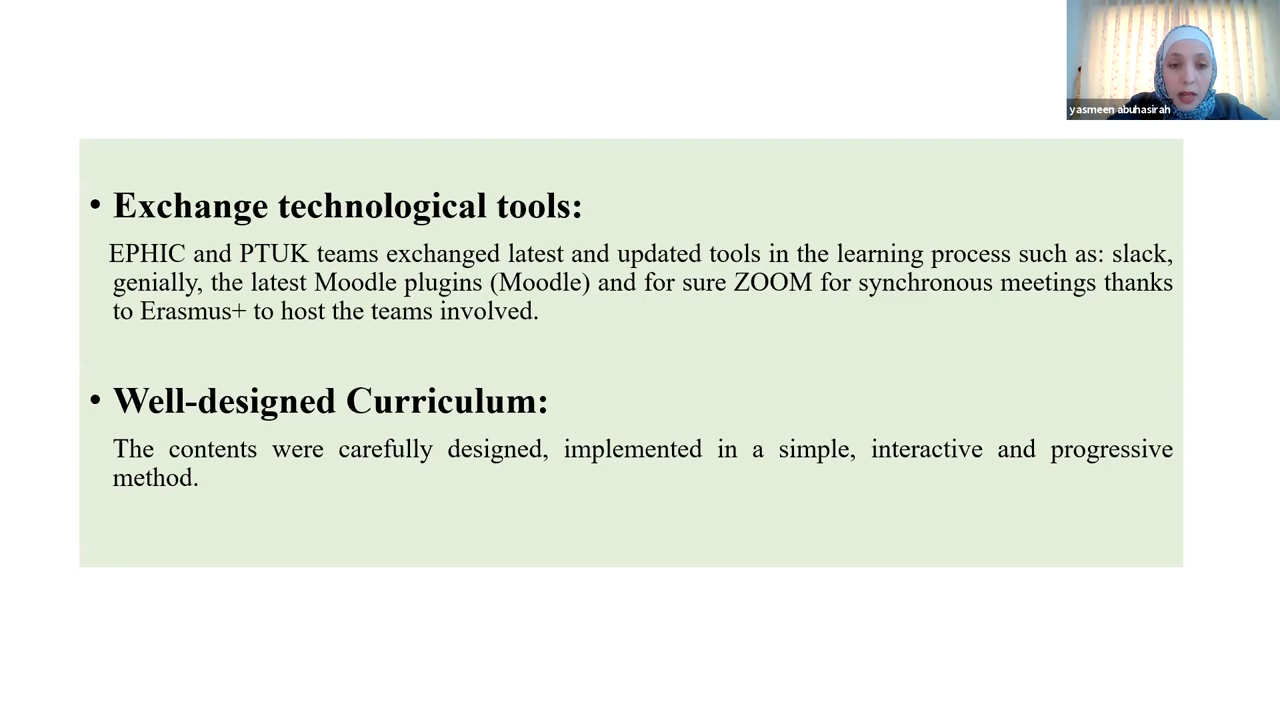 yasmeen abuhasirah
• Exchange technological tools:
EPHIC and PTUK teams exchanged latest and updated tools in the learning process such as: slack,
genially, the latest Moodle plugins (Moodle) and for sure ZOOM for synchronous meetings thanks
to Erasmus+ to host the teams involved.
• Well-designed Curriculum:
The contents were carefully designed, implemented in a simple, interactive and progressive
method.